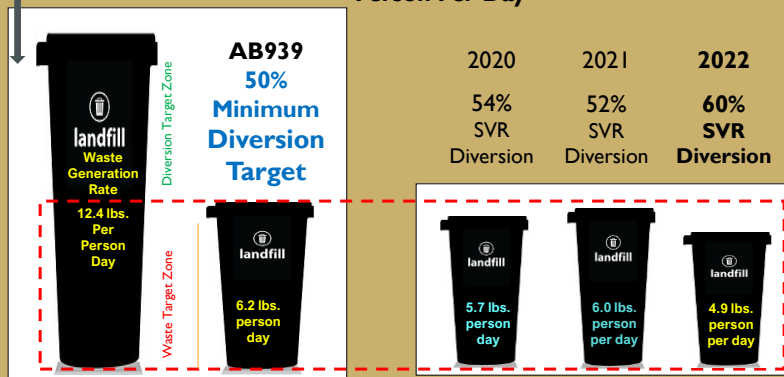 Person Per Day
AB939
50%
Minimum
Diversion
Target
landfill
Waste
Generation
Rate
12.4 lbs.
Per
Person
Day
Diversion Target Zone
Waste Target Zone
landfill
6.2 lbs.
person
day
2020
54%
SVR
Diversion
2021
52%
SVR
Diversion
2022
60%
SVR
Diversion
landfill
5.7 lbs.
person
day
landfill
6.0 lbs.
person
per day
landfill
4.9 lbs.
person
per day